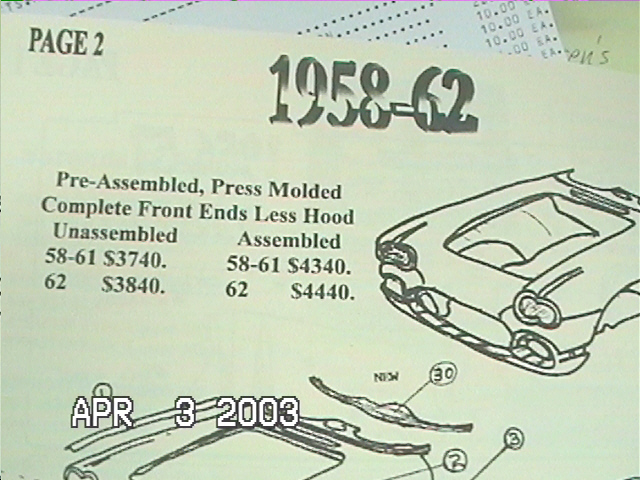 10.00 EA.
10.00 EA.
10.00 EA.
PAGE 2
en's
1958-62
Pre-Assembled, Press Molded
Complete Front Ends Less Hood
Unassembled Assembled
58-61 $3740. 58-61 $4340.
62 $3840. 62 $4440.
NEW 30
1
APR 3 2003
3
2